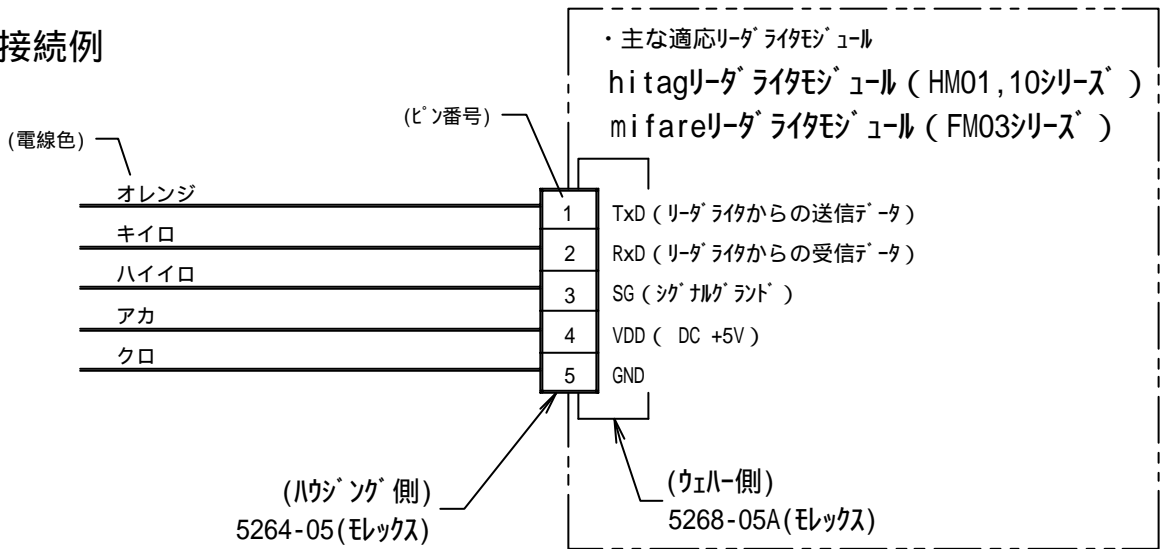 接続例
・主な適応ﾘｰﾀﾞﾗｲﾀﾓｼﾞｭｰﾙ
hitagﾘｰﾀﾞﾗｲﾀﾓｼﾞｭｰﾙ(HM01,10ｼﾘｰｽﾞ)
mifareﾘｰﾀﾞﾗｲﾀﾓｼﾞｭｰﾙ(FM03ｼﾘｰｽﾞ)
(ﾋﾟﾝ番号)
(電線色)
オレンジ 1 TxD(ﾘｰﾀﾞﾗｲﾀからの送信ﾃﾞｰﾀ)
キイロ 2 RxD(ﾘｰﾀﾞﾗｲﾀからの受信ﾃﾞｰﾀ)
ハイイロ 3 SG(ｼｸﾞﾅﾙｸﾞﾗﾝﾄﾞ)
アカ 4 VDD( DC +5V)
クロ 5 GND
(ﾊｳｼﾞﾝｸﾞ側)
5264-05(ﾓﾚｯｸｽ)
(ｳｪﾊｰ側)
5268-05A(ﾓﾚｯｸｽ)